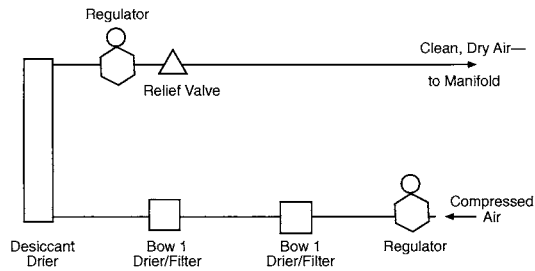 Regulator
Clean, Dry Air—
to Manifold
Relief Valve
Compressed
Air
Desiccant
Drier
Bow 1
Drier/Filter
Bow 1
Drier/Filter
Regulator